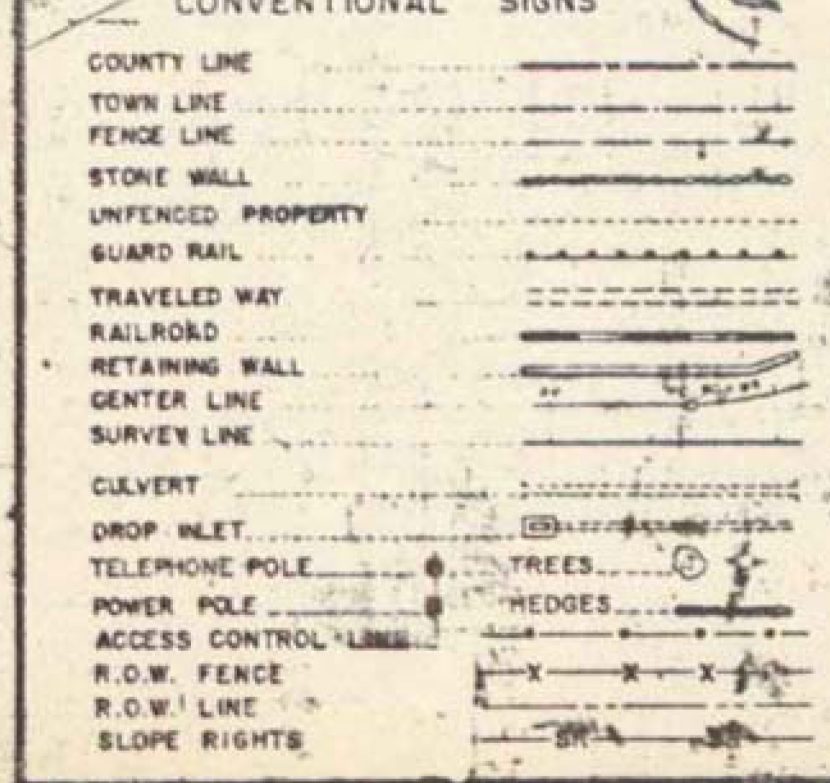 CONVENTIONAL SIGNS
COUNTY LINE
TOWN LINE
FENCE LINE
STONE WALL
UNFENCED PROPERTY
GUARD RAIL
TRAVELED WAY
RAILROAD
RETAINING WALL
CENTER LINE
SURVEY LINE
CULVERT
DROP INLET
TELEPHONE POLE TREES
POWER POLE HEDGES
ACCESS CONTROL LINE
R.O.W. FENCE X X X
R.O.W. LINE
SLOPE RIGHTS SR